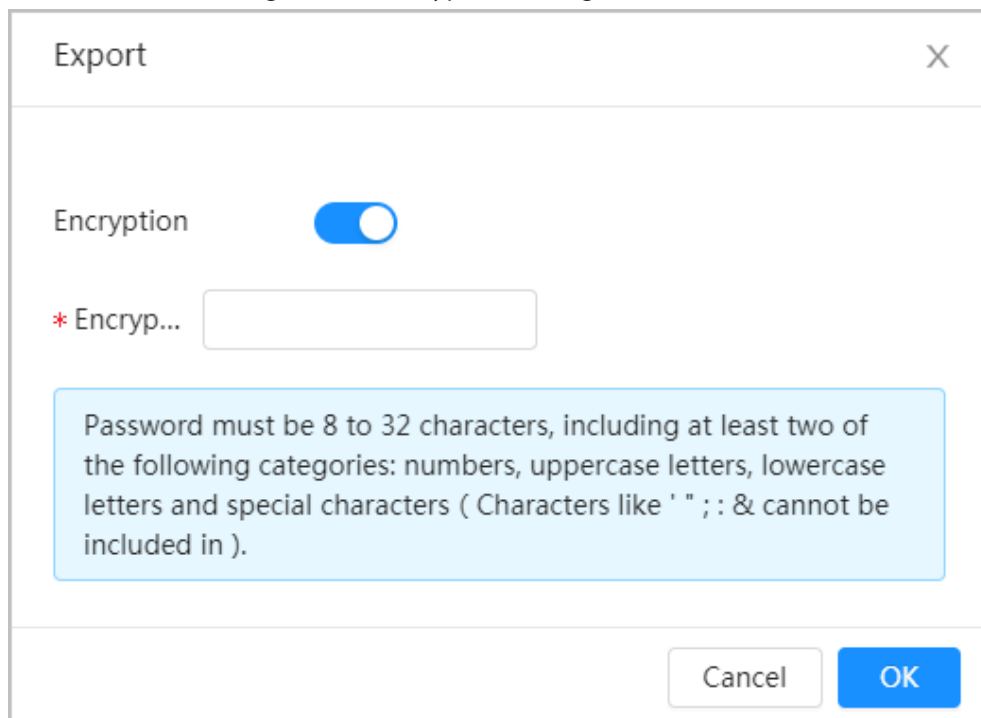 Export
X
Encryption
* Encryp...
Password must be 8 to 32 characters, including at least two of
the following categories: numbers, uppercase letters, lowercase
letters and special characters ( Characters like ' " ; : & cannot be
included in ).
Cancel
OK